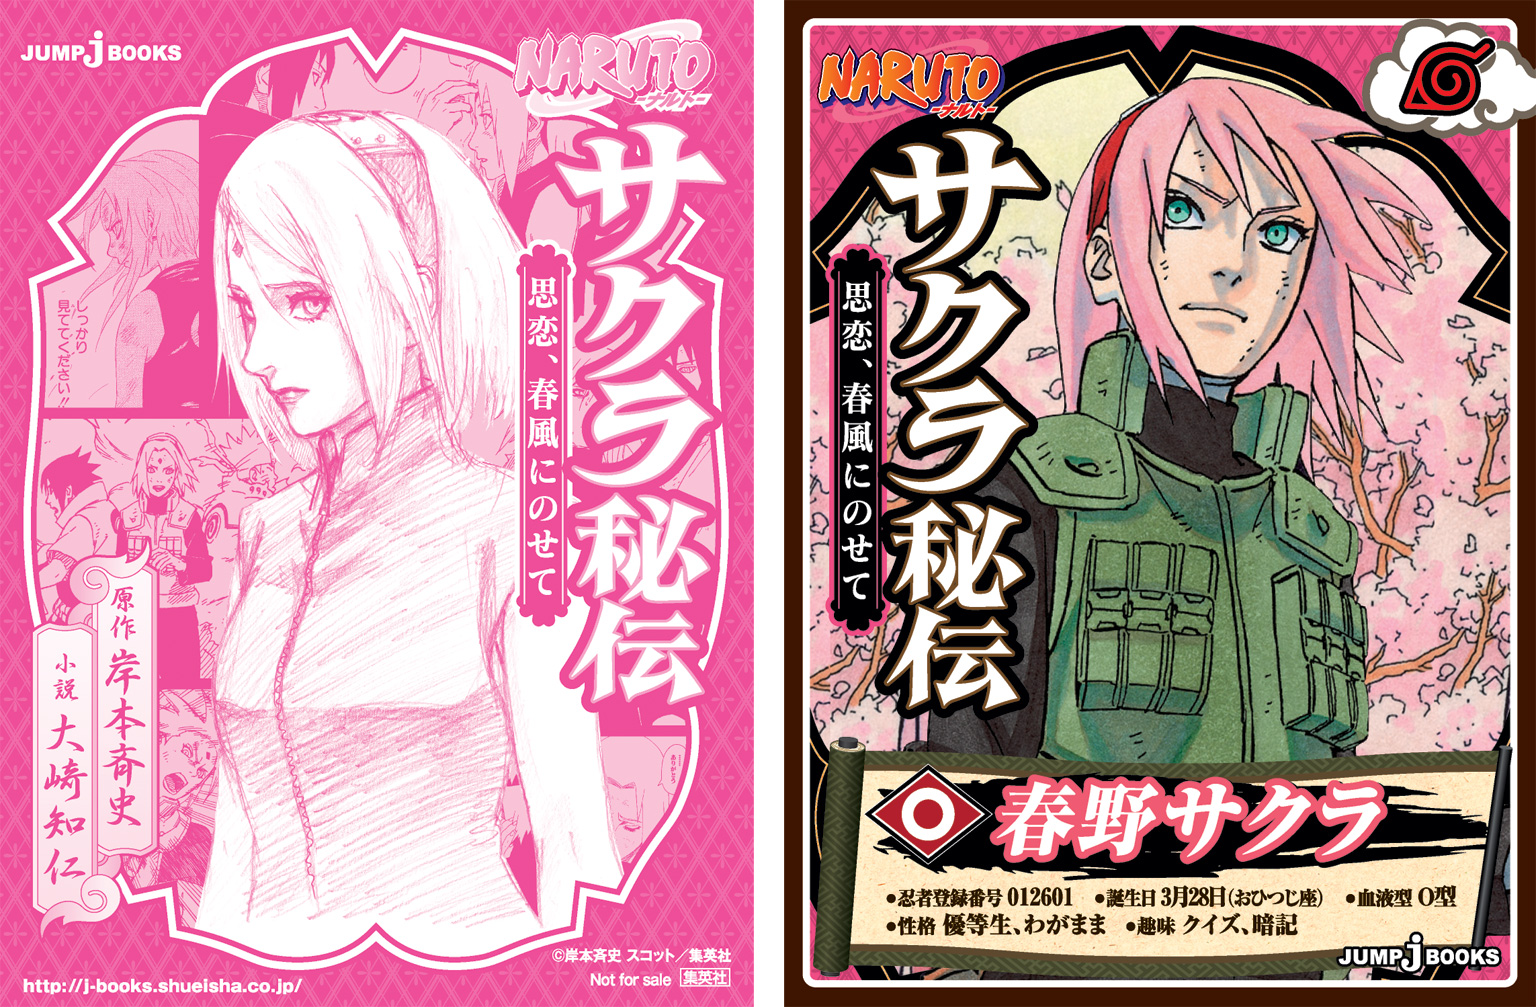 JUMP j BOOKS
NARUTO
-ナルト-
サクラ秘伝
思恋、春風にのせて
しっかり
見ててください!!
原作 岸本斉史
小説 大崎知仁
ありがとう
©岸本斉史 スコット／集英社
Not for sale 集英社
http://j-books.shueisha.co.jp/
NARUTO
-ナルト-
サクラ秘伝
思恋、春風にのせて
春野サクラ
●忍者登録番号 012601 ●誕生日 3月28日(おひつじ座) ●血液型 O型
●性格 優等生、わがまま ●趣味 クイズ、暗記
JUMP j BOOKS